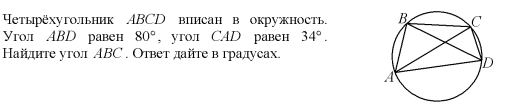 Четырёхугольник ABCD вписан в окружность.
Угол ABD равен 80°, угол CAD равен 34°.
Найдите угол ABC. Ответ дайте в градусах.
B
C
D
A